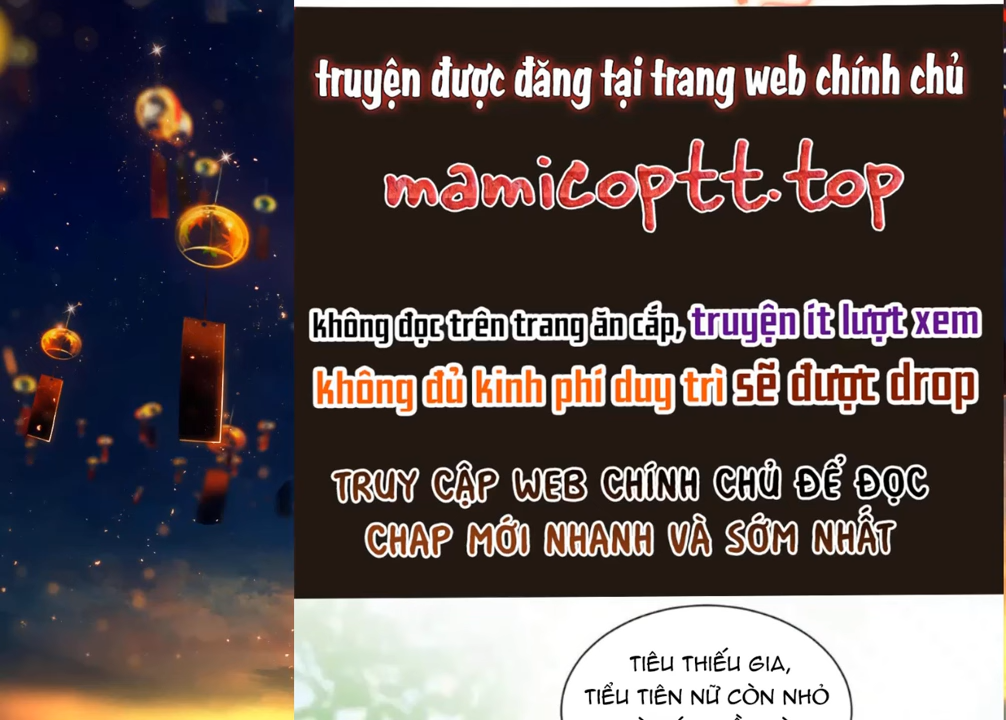 truyện được đăng tại trang web chính chủ
mamicoptt.top
không đọc trên trang ăn cắp, truyện ít lượt xem
không đủ kinh phí duy trì sẽ được drop
TRUY CẬP WEB CHÍNH CHỦ ĐỂ ĐỌC
CHAP MỚI NHANH VÀ SỚM NHẤT
TIÊU THIẾU GIA,
TIỂU TIÊN NỮ CÒN NHỎ